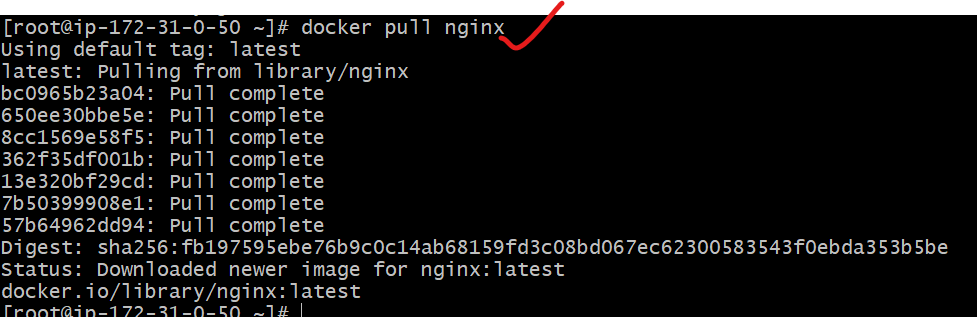 [root@ip-172-31-0-50 ~]# docker pull nginx
Using default tag: latest
latest: Pulling from library/nginx
bc0965b23a04: Pull complete
650ee30bbe5e: Pull complete
8cc1569e58f5: Pull complete
362f35df001b: Pull complete
13e320bf29cd: Pull complete
7b50399908e1: Pull complete
57b64962dd94: Pull complete
Digest: sha256:fb197595ebe76b9c0c14ab68159fd3c08bd067ec62300583543f0ebda353b5be
Status: Downloaded newer image for nginx:latest
docker.io/library/nginx:latest
[root@ip-172-31-0-50 ~]#